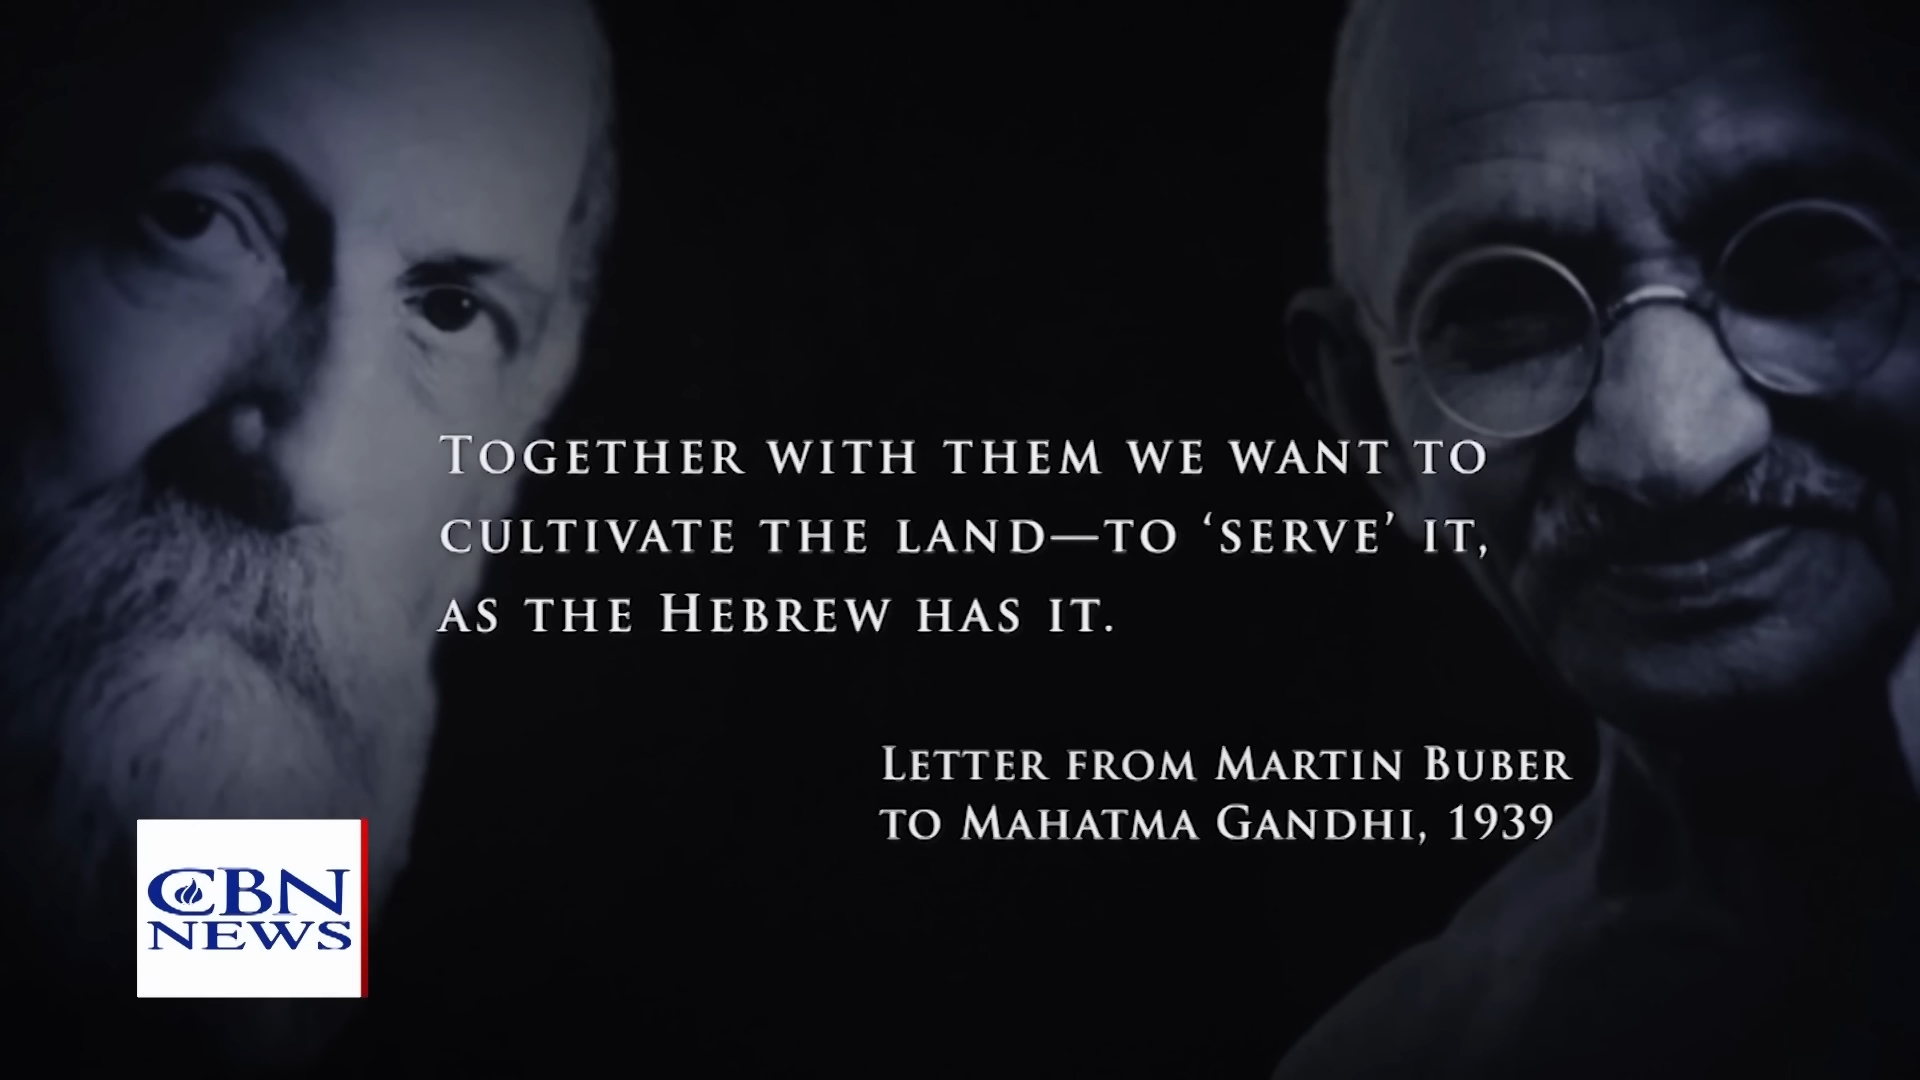 TOGETHER WITH THEM WE WANT TO
CULTIVATE THE LAND—TO ‘SERVE’ IT,
AS THE HEBREW HAS IT.
LETTER FROM MARTIN BUBER
TO MAHATMA GANDHI, 1939
CBN
NEWS